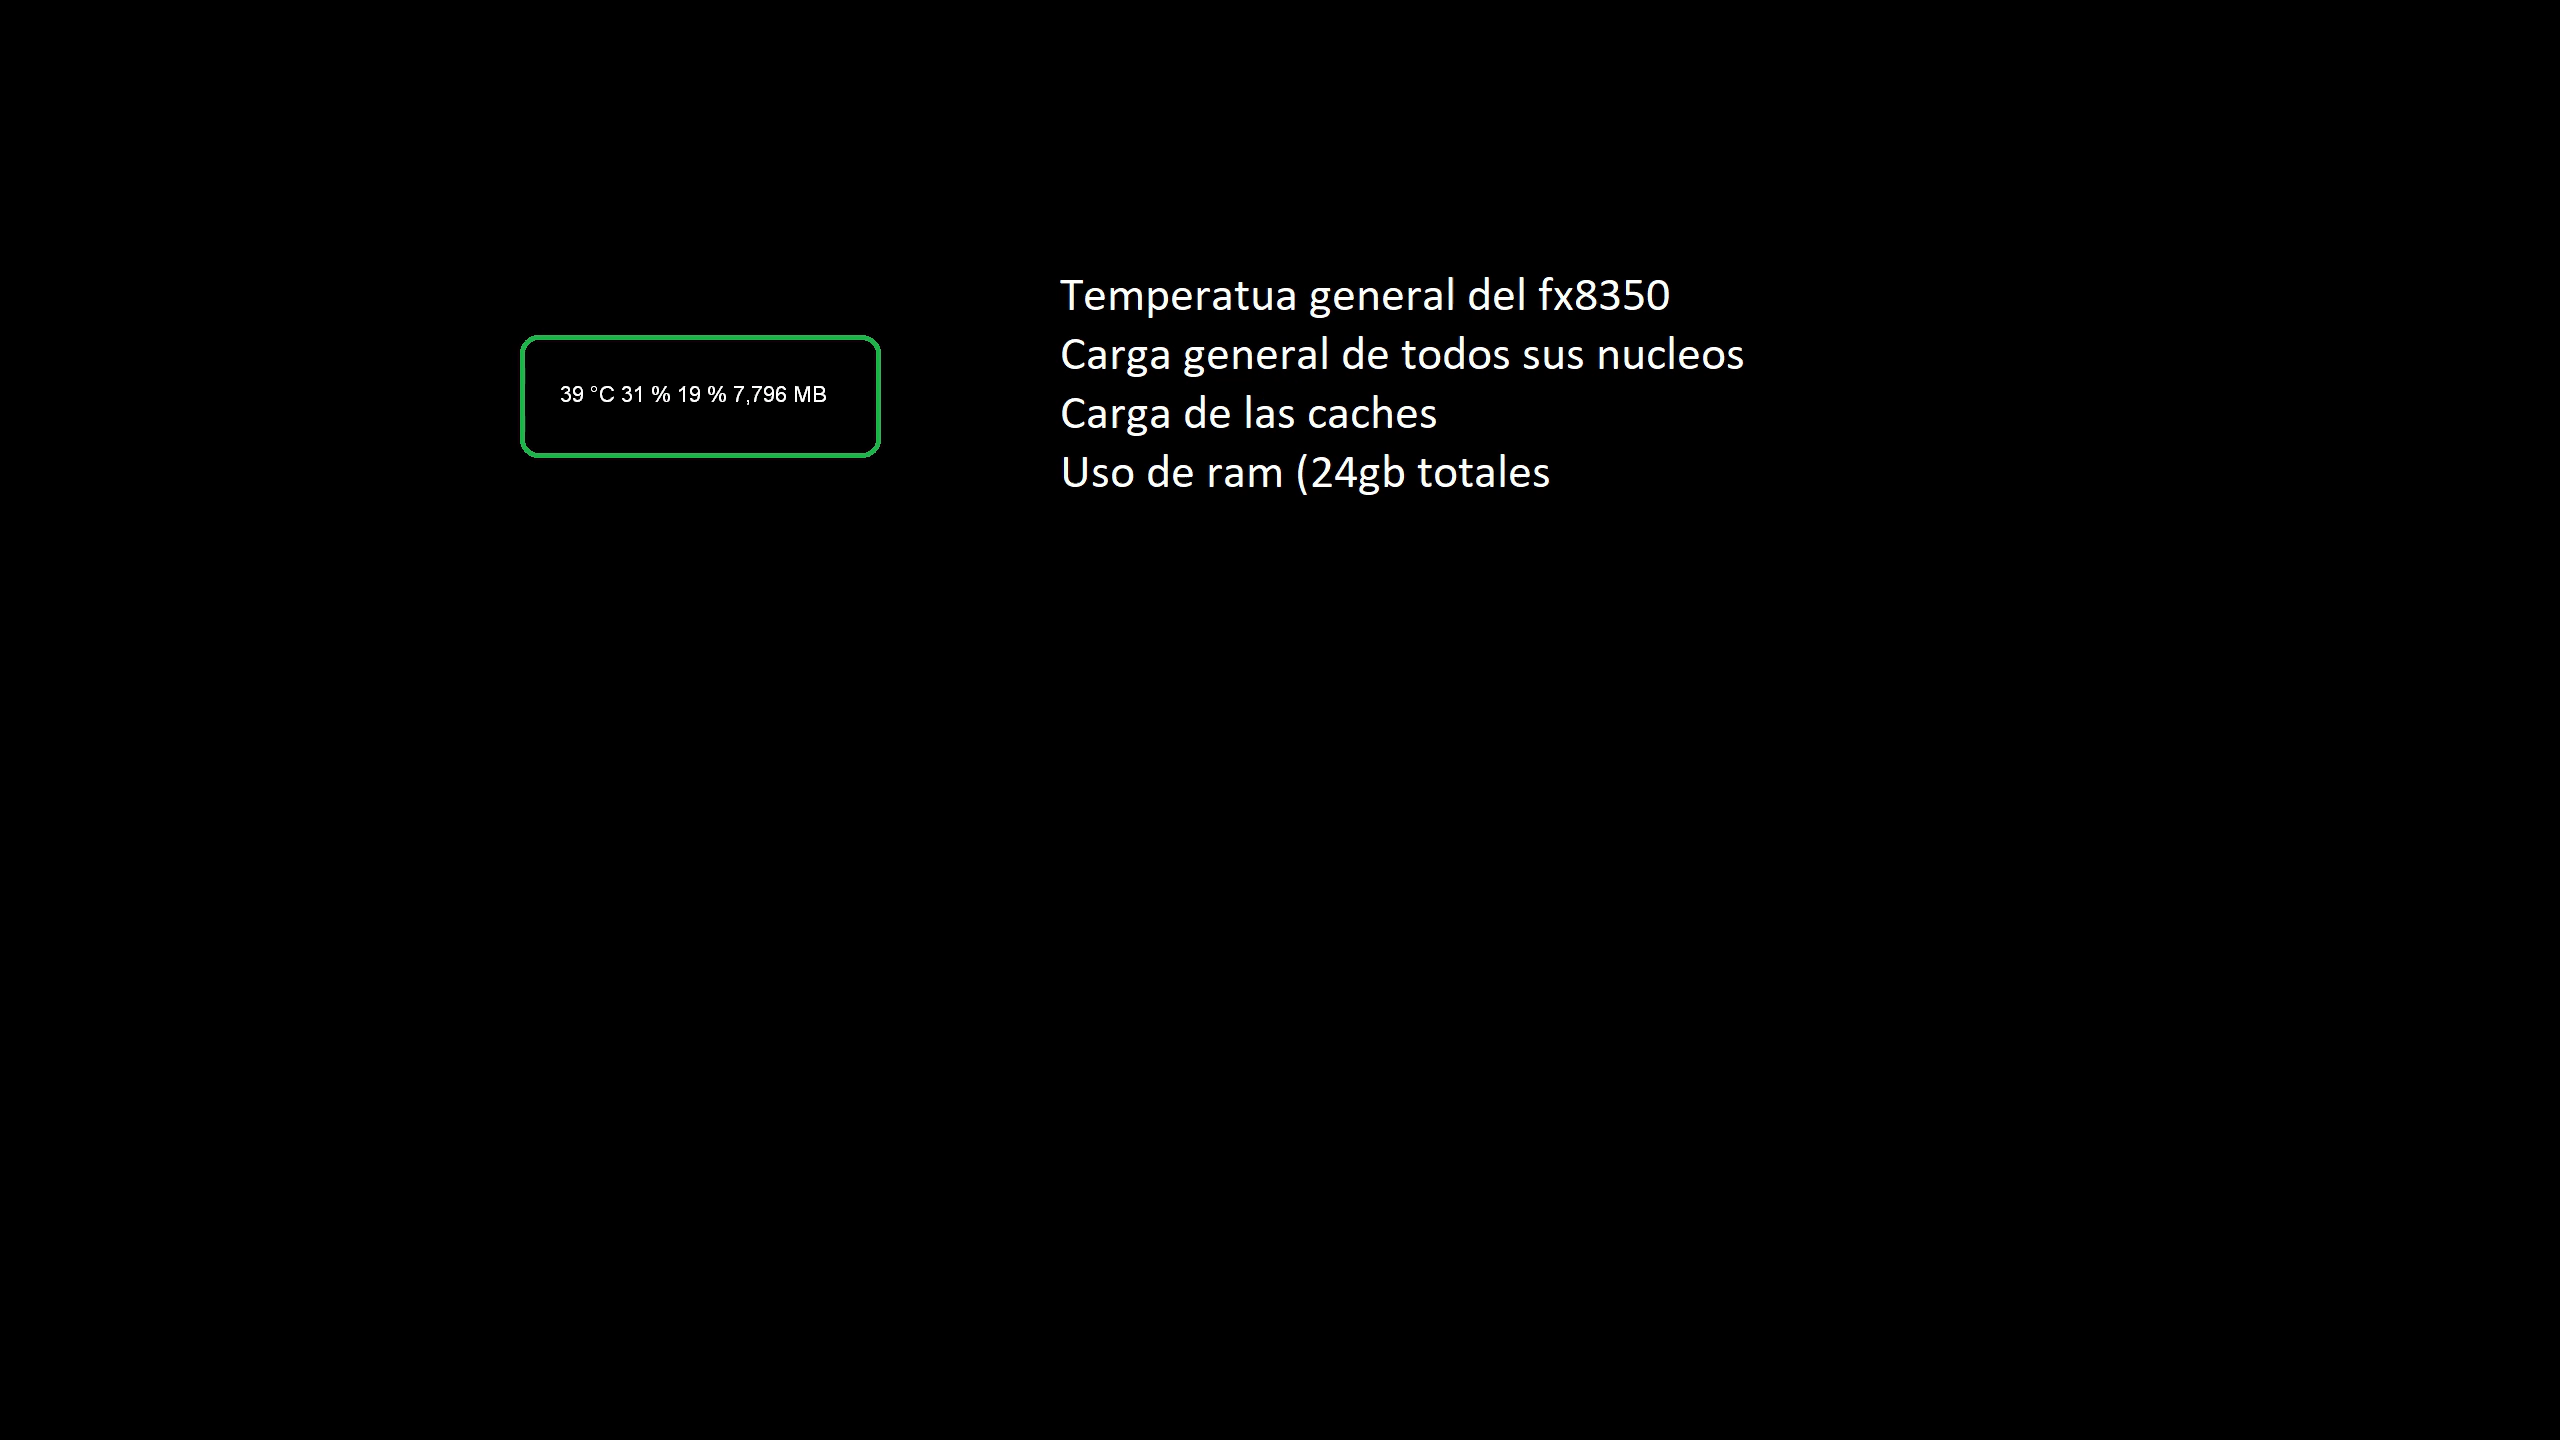 39 °C 31 % 19 % 7,796 MB
Temperatua general del fx8350
Carga general de todos sus nucleos
Carga de las caches
Uso de ram (24gb totales